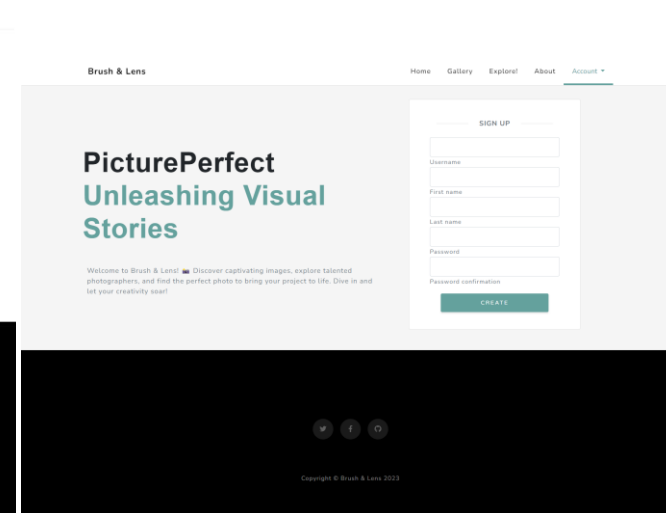 Brush & Lens
Home Gallery Explore! About Account
PicturePerfect
Unleashing Visual
Stories
Welcome to Brush & Lens! 📷 Discover captivating images, explore talented
photographers, and find the perfect photo to bring your project to life. Dive in and
let your creativity soar!
SIGN UP
Username
First name
Last name
Password
Password confirmation
CREATE
Copyright © Brush & Lens 2023